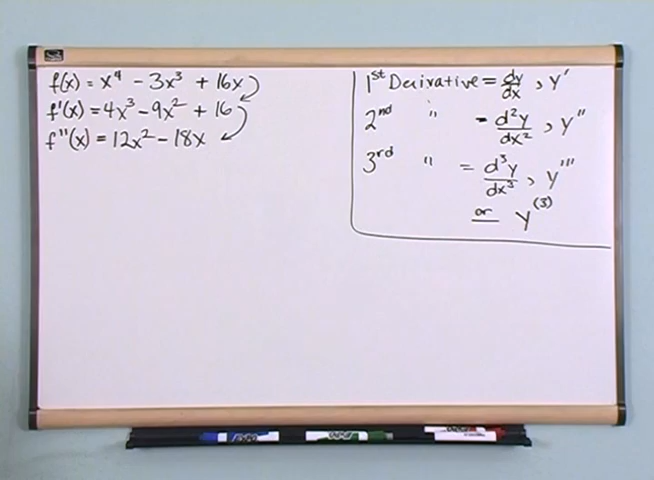 f(x) = x⁴ - 3x³ + 16x
f'(x) = 4x³ - 9x² + 16
f''(x) = 12x² - 18x
1st Derivative = dy/dx , y'
2nd " = d²y/dx² , y''
3rd " = d³y/dx³ , y'''
or y⁽³⁾